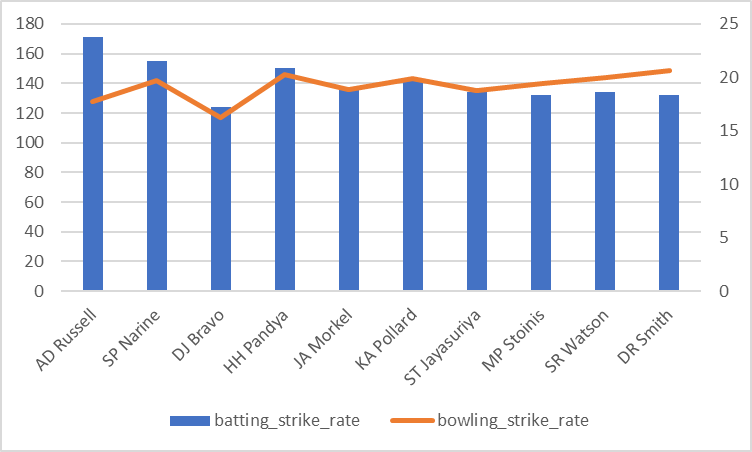 180
160
140
120
100
80
60
40
20
0
25
20
15
10
5
0
AD Russell
SP Narine
DJ Bravo
HH Pandya
JA Morkel
KA Pollard
ST Jayasuriya
MP Stoinis
SR Watson
DR Smith
batting_strike_rate
bowling_strike_rate